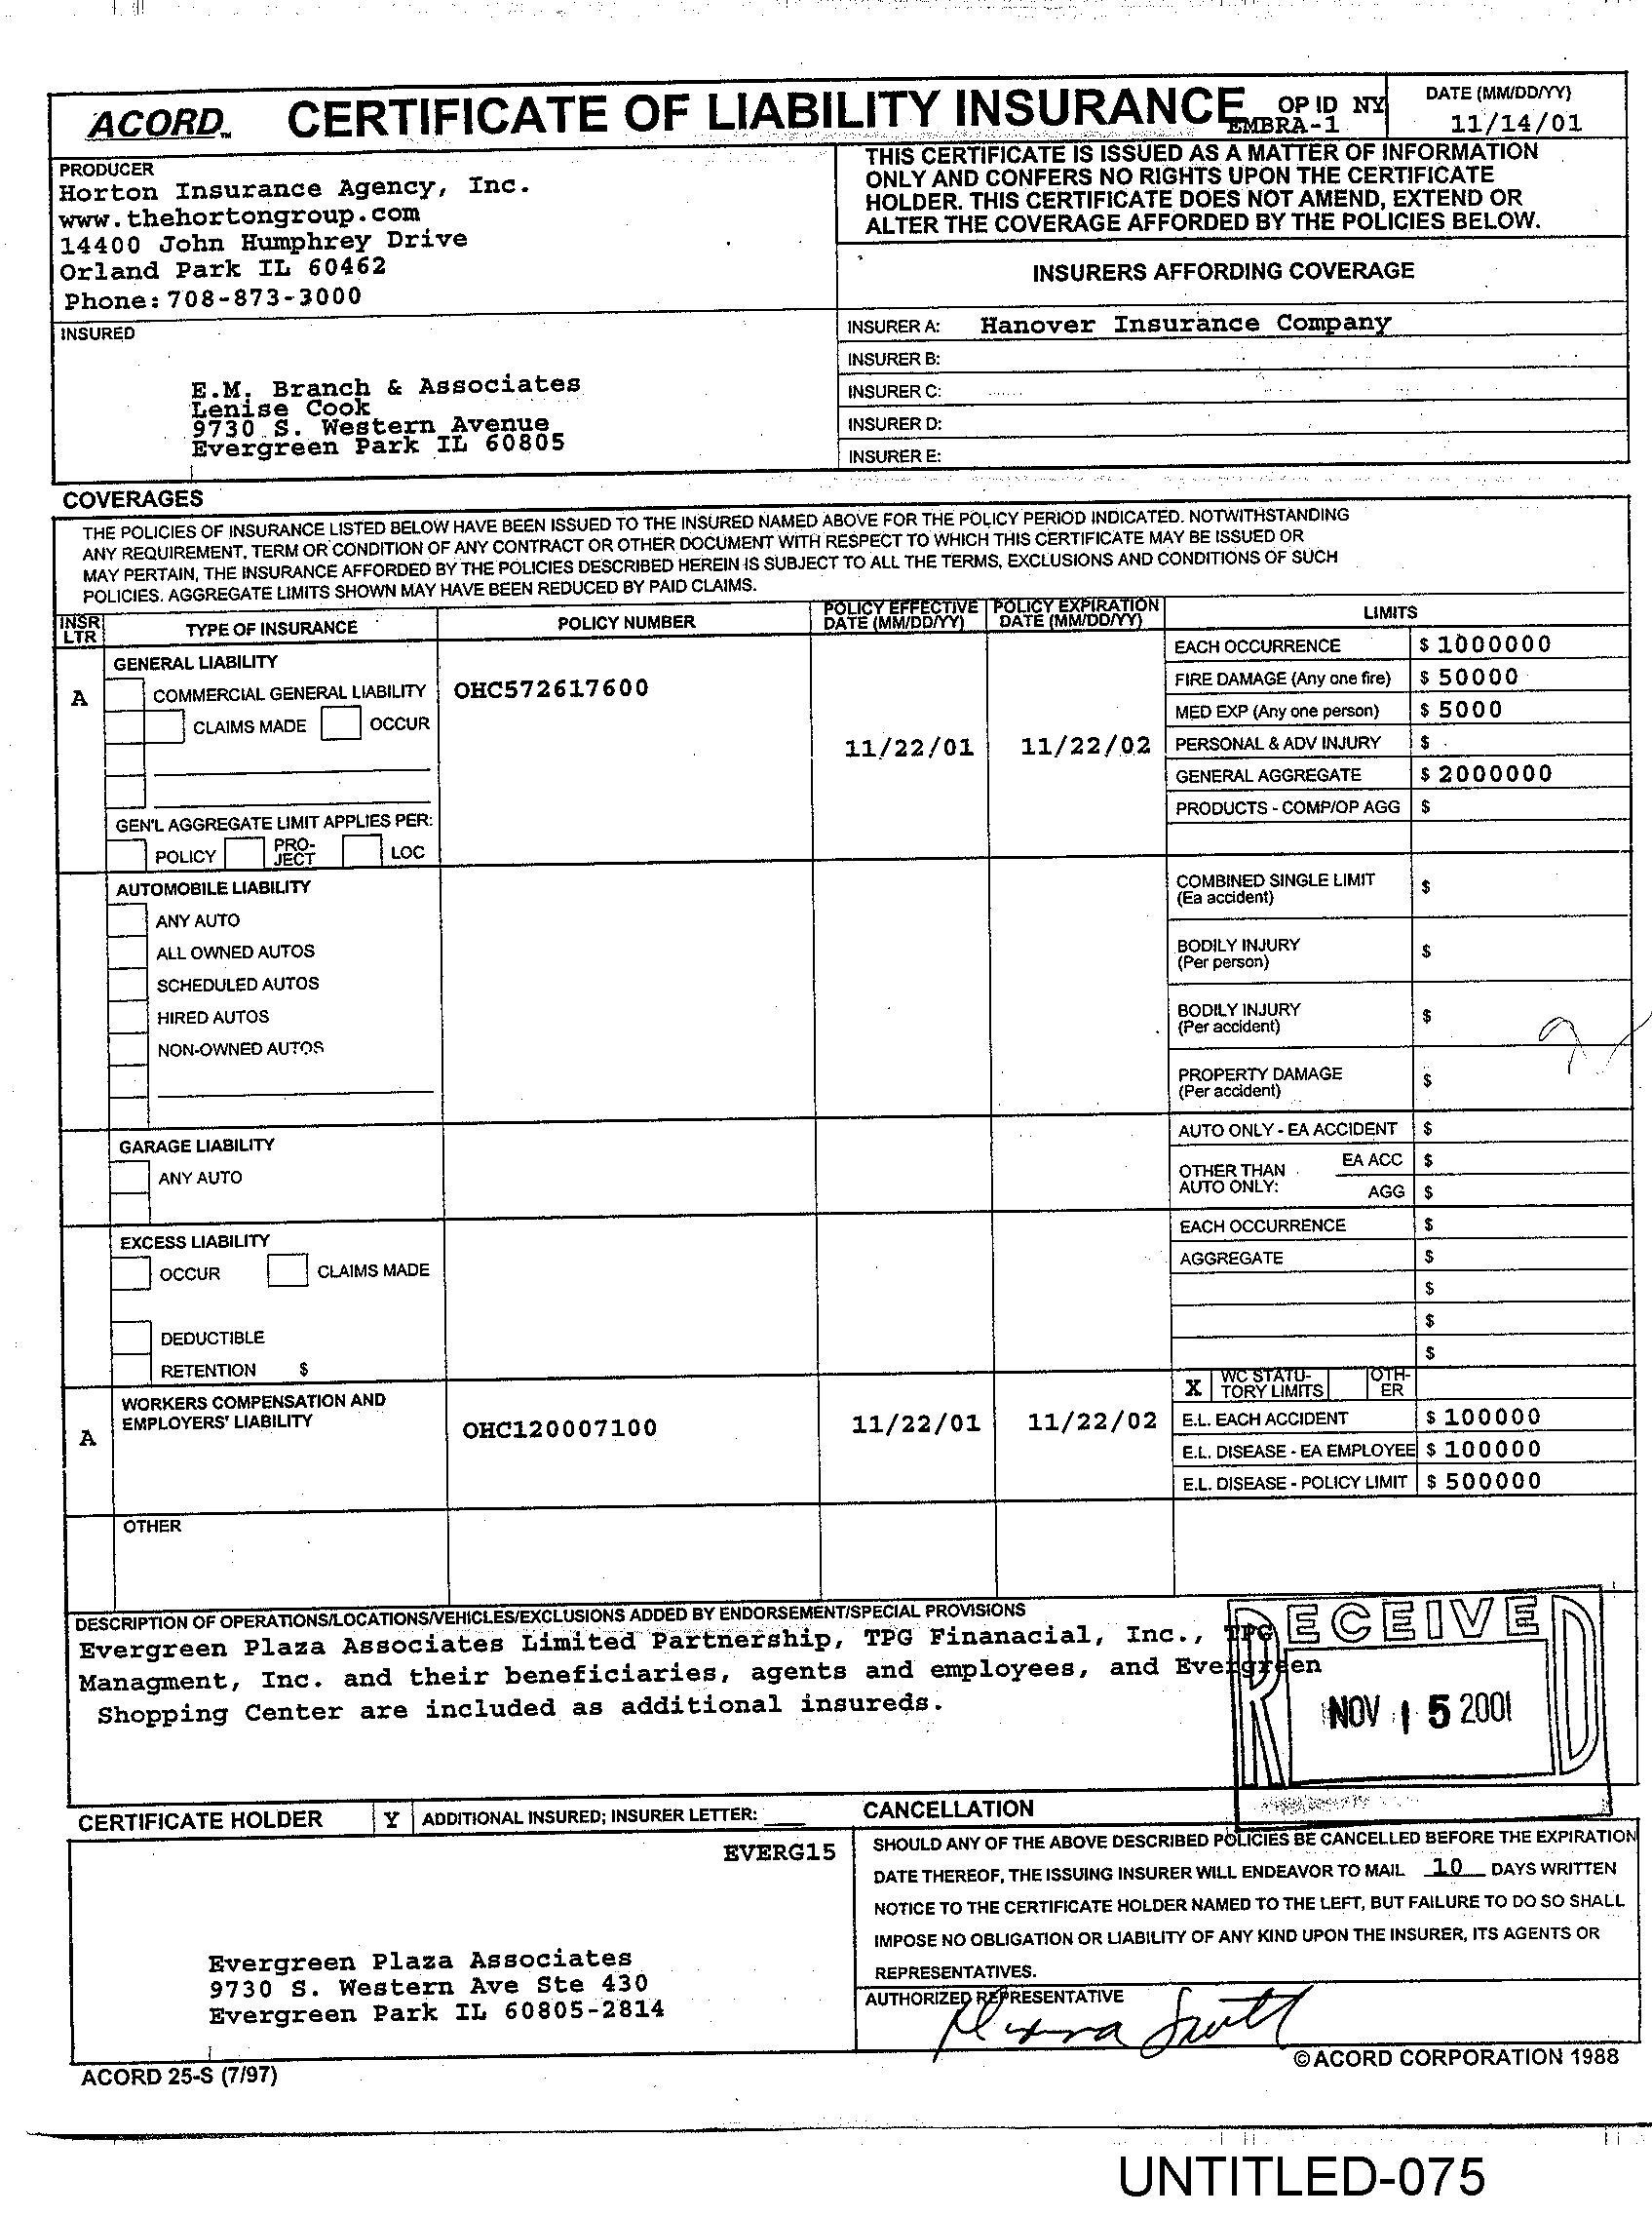 ACORD™ CERTIFICATE OF LIABILITY INSURANCE OP ID NY
EMBRA-1
DATE (MM/DD/YY)
11/14/01
PRODUCER
Horton Insurance Agency, Inc.
www.thehortongroup.com
14400 John Humphrey Drive
Orland Park IL 60462
Phone:708-873-3000
THIS CERTIFICATE IS ISSUED AS A MATTER OF INFORMATION
ONLY AND CONFERS NO RIGHTS UPON THE CERTIFICATE
HOLDER. THIS CERTIFICATE DOES NOT AMEND, EXTEND OR
ALTER THE COVERAGE AFFORDED BY THE POLICIES BELOW.
INSURERS AFFORDING COVERAGE
INSURED
E.M. Branch & Associates
Lenise Cook
9730 S. Western Avenue
Evergreen Park IL 60805
INSURER A: Hanover Insurance Company
INSURER B:
INSURER C:
INSURER D:
INSURER E:
COVERAGES
THE POLICIES OF INSURANCE LISTED BELOW HAVE BEEN ISSUED TO THE INSURED NAMED ABOVE FOR THE POLICY PERIOD INDICATED. NOTWITHSTANDING
ANY REQUIREMENT, TERM OR CONDITION OF ANY CONTRACT OR OTHER DOCUMENT WITH RESPECT TO WHICH THIS CERTIFICATE MAY BE ISSUED OR
MAY PERTAIN, THE INSURANCE AFFORDED BY THE POLICIES DESCRIBED HEREIN IS SUBJECT TO ALL THE TERMS, EXCLUSIONS AND CONDITIONS OF SUCH
POLICIES. AGGREGATE LIMITS SHOWN MAY HAVE BEEN REDUCED BY PAID CLAIMS.
INSR LTR TYPE OF INSURANCE POLICY NUMBER POLICY EFFECTIVE DATE (MM/DD/YY) POLICY EXPIRATION DATE (MM/DD/YY) LIMITS
GENERAL LIABILITY EACH OCCURRENCE $ 1000000
A COMMERCIAL GENERAL LIABILITY OHC572617600 FIRE DAMAGE (Any one fire) $ 50000
CLAIMS MADE OCCUR MED EXP (Any one person) $ 5000
11/22/01 11/22/02 PERSONAL & ADV INJURY $
GENERAL AGGREGATE $ 2000000
GEN'L AGGREGATE LIMIT APPLIES PER: PRODUCTS - COMP/OP AGG $
POLICY PRO-JECT LOC
AUTOMOBILE LIABILITY COMBINED SINGLE LIMIT (Ea accident) $
ANY AUTO
ALL OWNED AUTOS BODILY INJURY (Per person) $
SCHEDULED AUTOS
HIRED AUTOS BODILY INJURY (Per accident) $
NON-OWNED AUTOS
PROPERTY DAMAGE (Per accident) $
GARAGE LIABILITY AUTO ONLY - EA ACCIDENT $
ANY AUTO OTHER THAN AUTO ONLY: EA ACC $
AGG $
EXCESS LIABILITY EACH OCCURRENCE $
OCCUR CLAIMS MADE AGGREGATE $
$
DEDUCTIBLE $
RETENTION $ $
WORKERS COMPENSATION AND X WC STATU-TORY LIMITS OTH-ER
A EMPLOYERS' LIABILITY OHC120007100 11/22/01 11/22/02 E.L. EACH ACCIDENT $ 100000
E.L. DISEASE - EA EMPLOYEE $ 100000
E.L. DISEASE - POLICY LIMIT $ 500000
OTHER
DESCRIPTION OF OPERATIONS/LOCATIONS/VEHICLES/EXCLUSIONS ADDED BY ENDORSEMENT/SPECIAL PROVISIONS
Evergreen Plaza Associates Limited Partnership, TPG Finanacial, Inc., TPG
Managment, Inc. and their beneficiaries, agents and employees, and Evergreen
Shopping Center are included as additional insureds.
RECEIVED
NOV 15 2001
CERTIFICATE HOLDER Y ADDITIONAL INSURED; INSURER LETTER:
EVERG15
Evergreen Plaza Associates
9730 S. Western Ave Ste 430
Evergreen Park IL 60805-2814
CANCELLATION
SHOULD ANY OF THE ABOVE DESCRIBED POLICIES BE CANCELLED BEFORE THE EXPIRATION
DATE THEREOF, THE ISSUING INSURER WILL ENDEAVOR TO MAIL 10 DAYS WRITTEN
NOTICE TO THE CERTIFICATE HOLDER NAMED TO THE LEFT, BUT FAILURE TO DO SO SHALL
IMPOSE NO OBLIGATION OR LIABILITY OF ANY KIND UPON THE INSURER, ITS AGENTS OR
REPRESENTATIVES.
AUTHORIZED REPRESENTATIVE
ACORD 25-S (7/97)
©ACORD CORPORATION 1988
UNTITLED-075